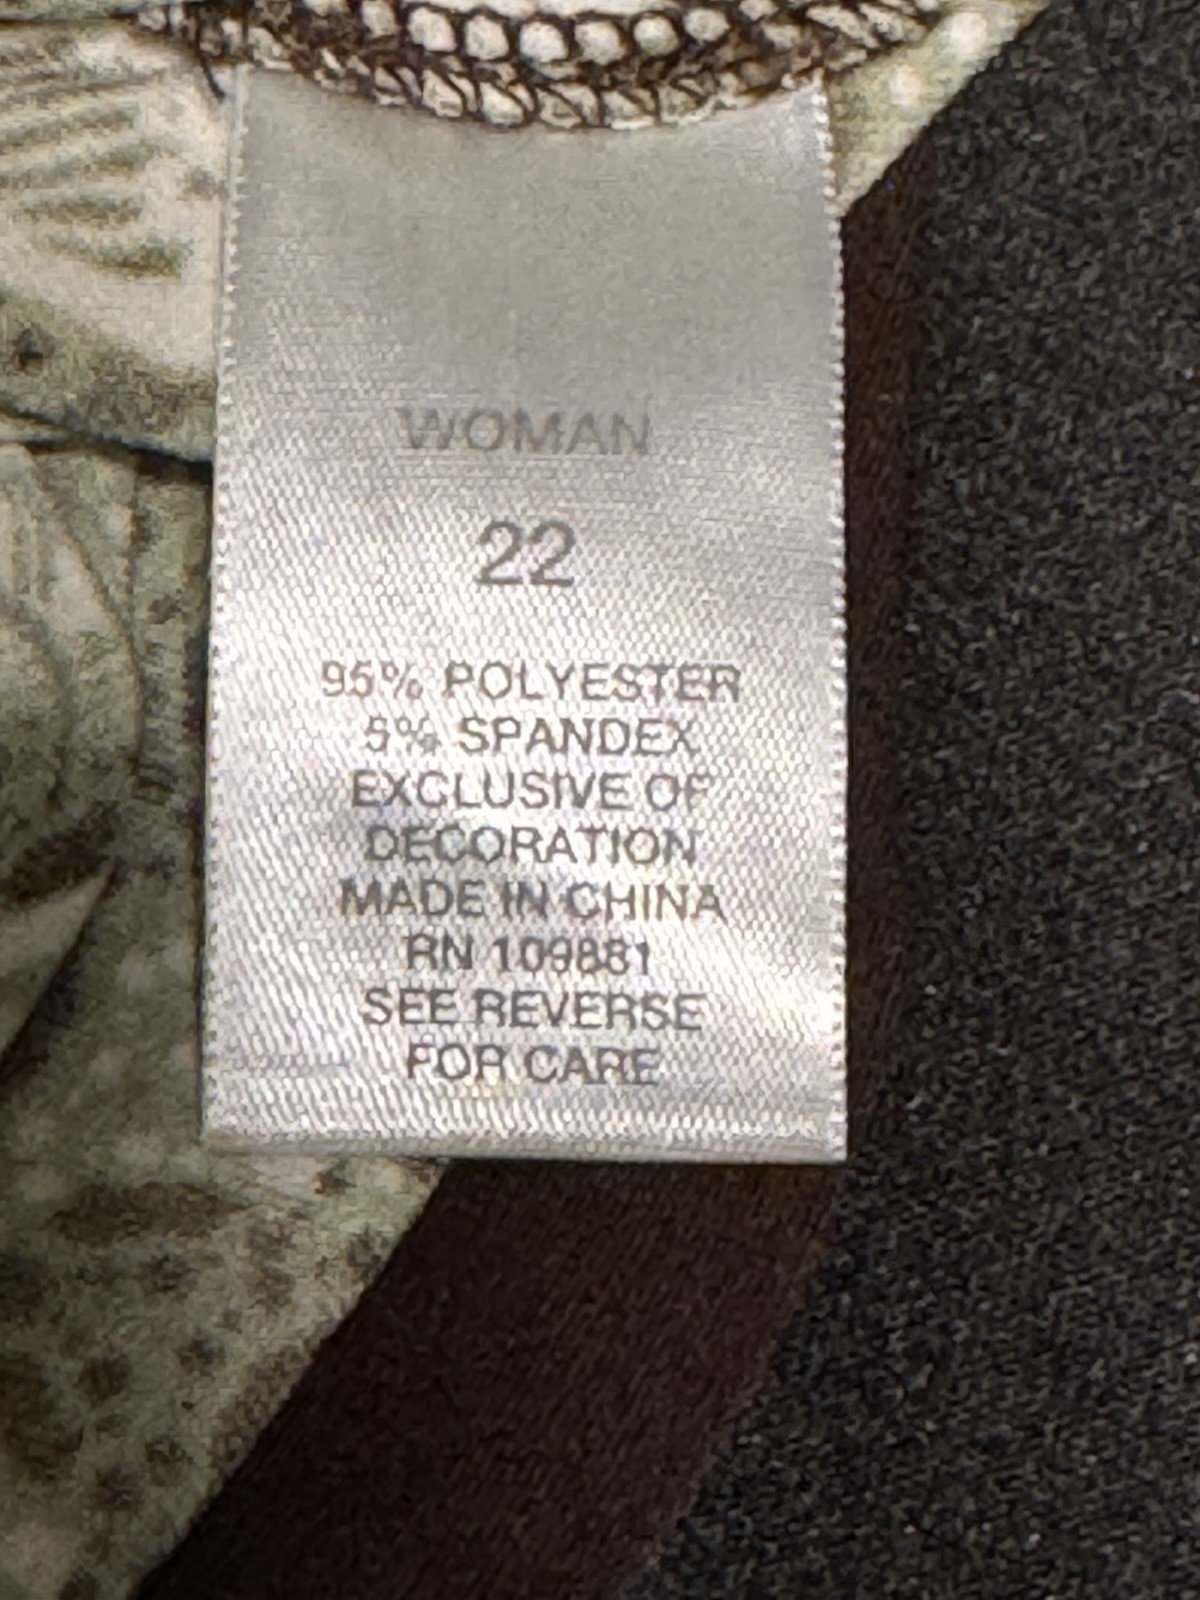 WOMAN
22
95% POLYESTER
5% SPANDEX
EXCLUSIVE OF
DECORATION
MADE IN CHINA
RN 109881
SEE REVERSE
FOR CARE